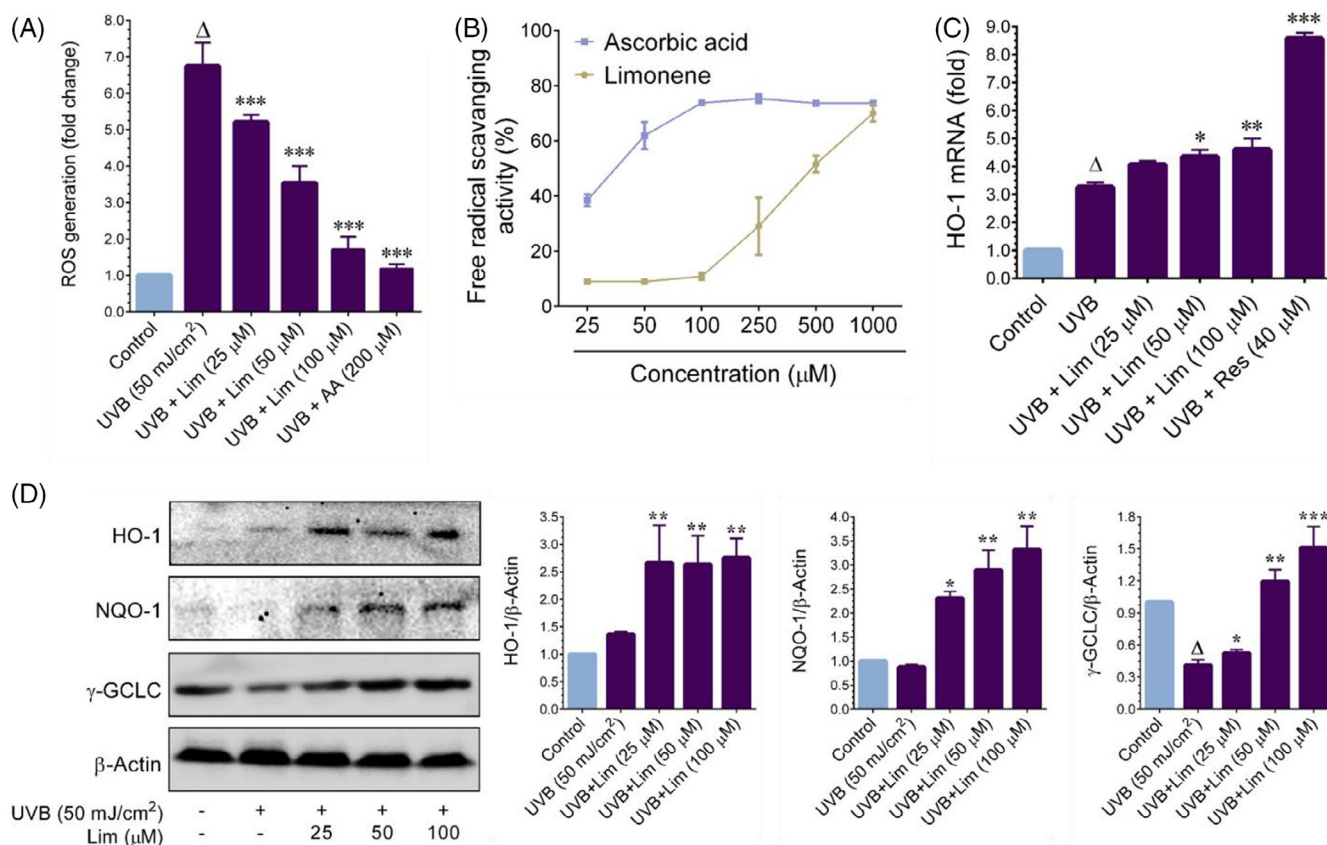 (A)
ROS generation (fold change)
8.0
7.0
6.0
5.0
4.0
3.0
2.0
1.0
0.0
Δ
***
***
***
***
Control
UVB (50 mJ/cm²)
UVB + Lim (25 μM)
UVB + Lim (50 μM)
UVB + Lim (100 μM)
UVB + AA (200 μM)
(B)
Free radical scavanging
activity (%)
100
80
60
40
20
0
Ascorbic acid
Limonene
25 50 100 250 500 1000
Concentration (μM)
(C)
HO-1 mRNA (fold)
9.0
8.0
7.0
6.0
5.0
4.0
3.0
2.0
1.0
0.0
Δ
*
**
***
Control
UVB
UVB + Lim (25 μM)
UVB + Lim (50 μM)
UVB + Lim (100 μM)
UVB + Res (40 μM)
(D)
HO-1
NQO-1
γ-GCLC
β-Actin
UVB (50 mJ/cm²) - + + + +
Lim (μM) - - 25 50 100
HO-1/β-Actin
3.5
3.0
2.5
2.0
1.5
1.0
0.5
0.0
**
**
**
Control
UVB (50 mJ/cm²)
UVB+Lim (25 μM)
UVB+Lim (50 μM)
UVB+Lim (100 μM)
NQO-1/β-Actin
4.0
3.5
3.0
2.5
2.0
1.5
1.0
0.5
0.0
*
**
**
Control
UVB (50 mJ/cm²)
UVB+Lim (25 μM)
UVB+Lim (50 μM)
UVB+Lim (100 μM)
γ-GCLC/β-Actin
1.8
1.5
1.2
0.9
0.6
0.3
0.0
Δ
*
**
***
Control
UVB (50 mJ/cm²)
UVB+Lim (25 μM)
UVB+Lim (50 μM)
UVB+Lim (100 μM)